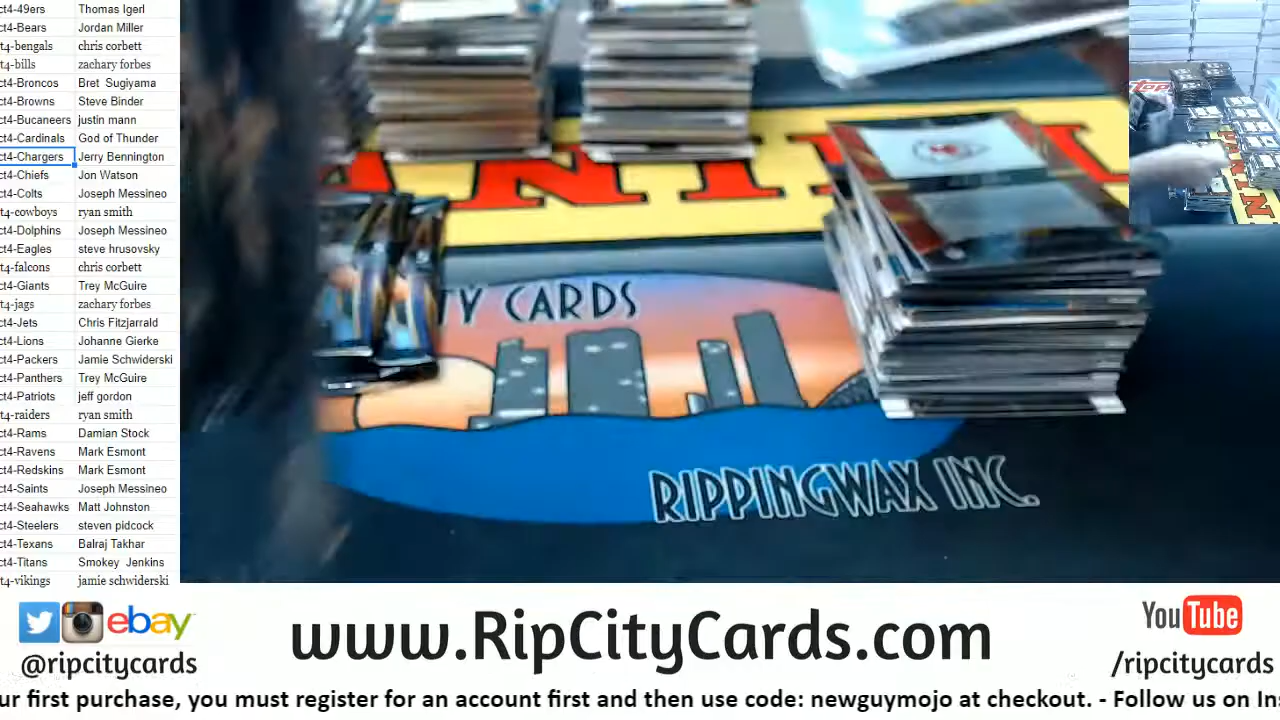 ct4-49ers Thomas Igerl
ct4-Bears Jordan Miller
t4-bengals chris corbett
t4-bills zachary forbes
ct4-Broncos Bret Sugiyama
ct4-Browns Steve Binder
ct4-Bucaneers justin mann
ct4-Cardinals God of Thunder
ct4-Chargers Jerry Bennington
ct4-Chiefs Jon Watson
ct4-Colts Joseph Messineo
t4-cowboys ryan smith
ct4-Dolphins Joseph Messineo
ct4-Eagles steve hrusovsky
t4-falcons chris corbett
ct4-Giants Trey McGuire
t4-jags zachary forbes
ct4-Jets Chris Fitzjarrald
ct4-Lions Johanne Gierke
ct4-Packers Jamie Schwiderski
ct4-Panthers Trey McGuire
ct4-Patriots jeff gordon
t4-raiders ryan smith
ct4-Rams Damian Stock
ct4-Ravens Mark Esmont
ct4-Redskins Mark Esmont
ct4-Saints Joseph Messineo
ct4-Seahawks Matt Johnston
ct4-Steelers steven pidcock
ct4-Texans Balraj Takhar
ct4-Titans Smokey Jenkins
t4-vikings jamie schwiderski
TY CARDS
RIPPINGWAX INC.
ebay
@ripcitycards
www.RipCityCards.com
YouTube
/ripcitycards
ur first purchase, you must register for an account first and then use code: newguymojo at checkout. - Follow us on Ins